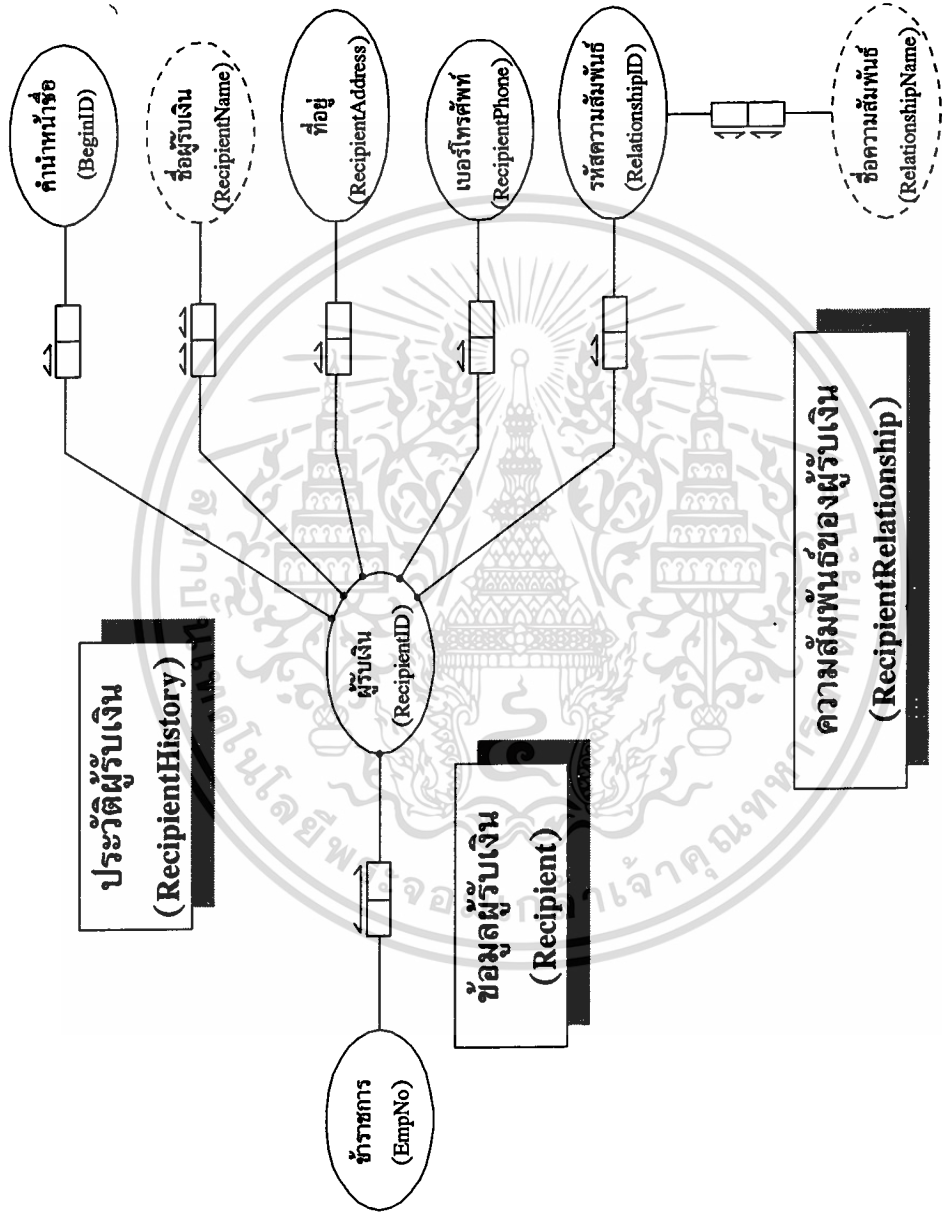 ประวัติผู้รับเงิน
(RecipientHistory)
ข้าราชการ
(EmpNo)
ผู้รับเงิน
(RecipientID)
คำนำหน้าชื่อ
(BeginID)
ชื่อผู้รับเงิน
(RecipientName)
ที่อยู่
(RecipientAddress)
เบอร์โทรศัพท์
(RecipientPhone)
รหัสความสัมพันธ์
(RelationshipID)
ชื่อความสัมพันธ์
(RelationshipName)
ข้อมูลผู้รับเงิน
(Recipient)
ความสัมพันธ์ของผู้รับเงิน
(RecipientRelationship)